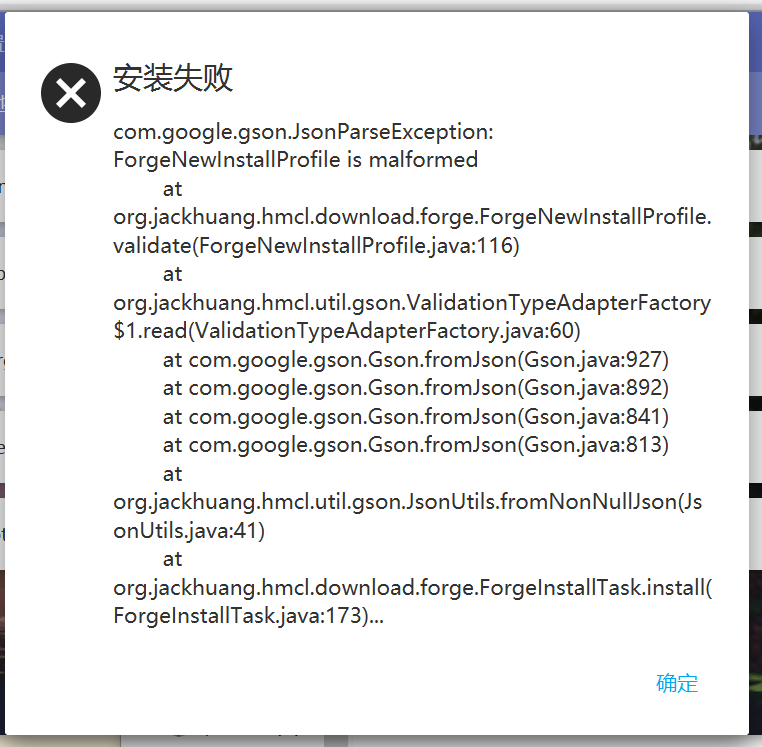 安装失败
com.google.gson.JsonParseException:
ForgeNewInstallProfile is malformed
at
org.jackhuang.hmcl.download.forge.ForgeNewInstallProfile.
validate(ForgeNewInstallProfile.java:116)
at
org.jackhuang.hmcl.util.gson.ValidationTypeAdapterFactory
$1.read(ValidationTypeAdapterFactory.java:60)
at com.google.gson.Gson.fromJson(Gson.java:927)
at com.google.gson.Gson.fromJson(Gson.java:892)
at com.google.gson.Gson.fromJson(Gson.java:841)
at com.google.gson.Gson.fromJson(Gson.java:813)
at
org.jackhuang.hmcl.util.gson.JsonUtils.fromNonNullJson(Js
onUtils.java:41)
at
org.jackhuang.hmcl.download.forge.ForgeInstallTask.install(
ForgeInstallTask.java:173)...
确定